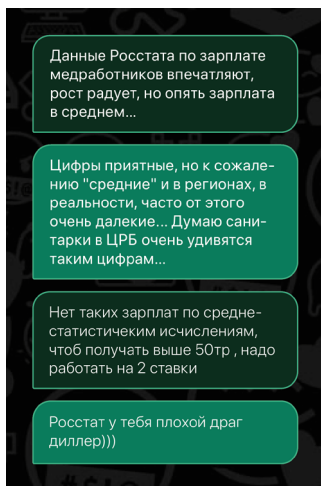 Данные Росстата по зарплате
медработников впечатляют,
рост радует, но опять зарплата
в среднем...
Цифры приятные, но к сожале-
нию "средние" и в регионах, в
реальности, часто от этого
очень далекие... Думаю сани-
тарки в ЦРБ очень удивятся
таким цифрам...
Нет таких зарплат по средне-
статистичеким исчислениям,
чтоб получать выше 50тр , надо
работать на 2 ставки
Росстат у тебя плохой драг
диллер)))